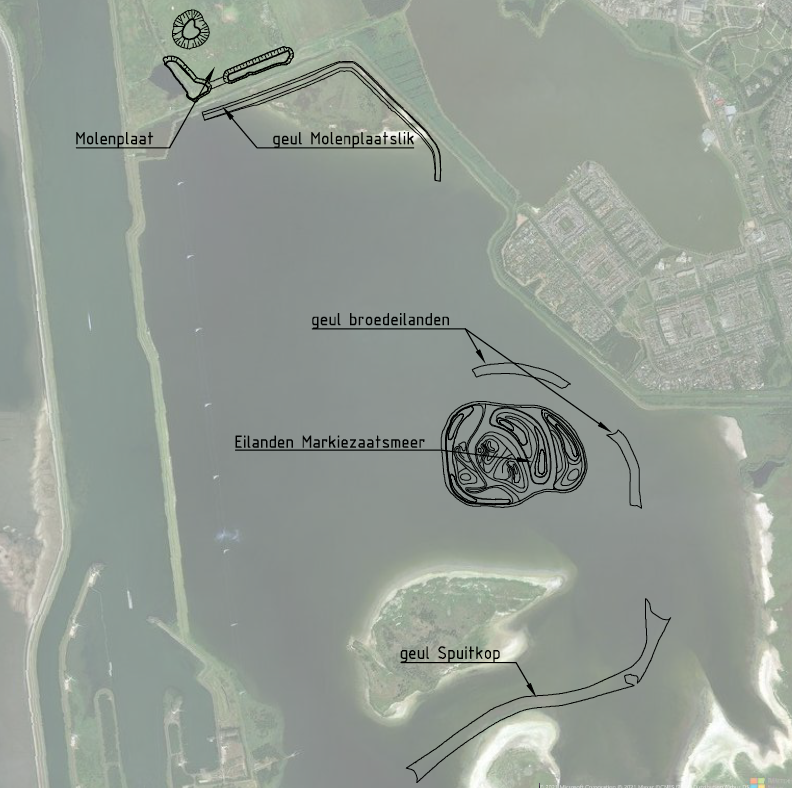 Molenplaat
geul Molenplaatslik
geul broedeilanden
Eilanden Markiezaatsmeer
geul Spuitkop